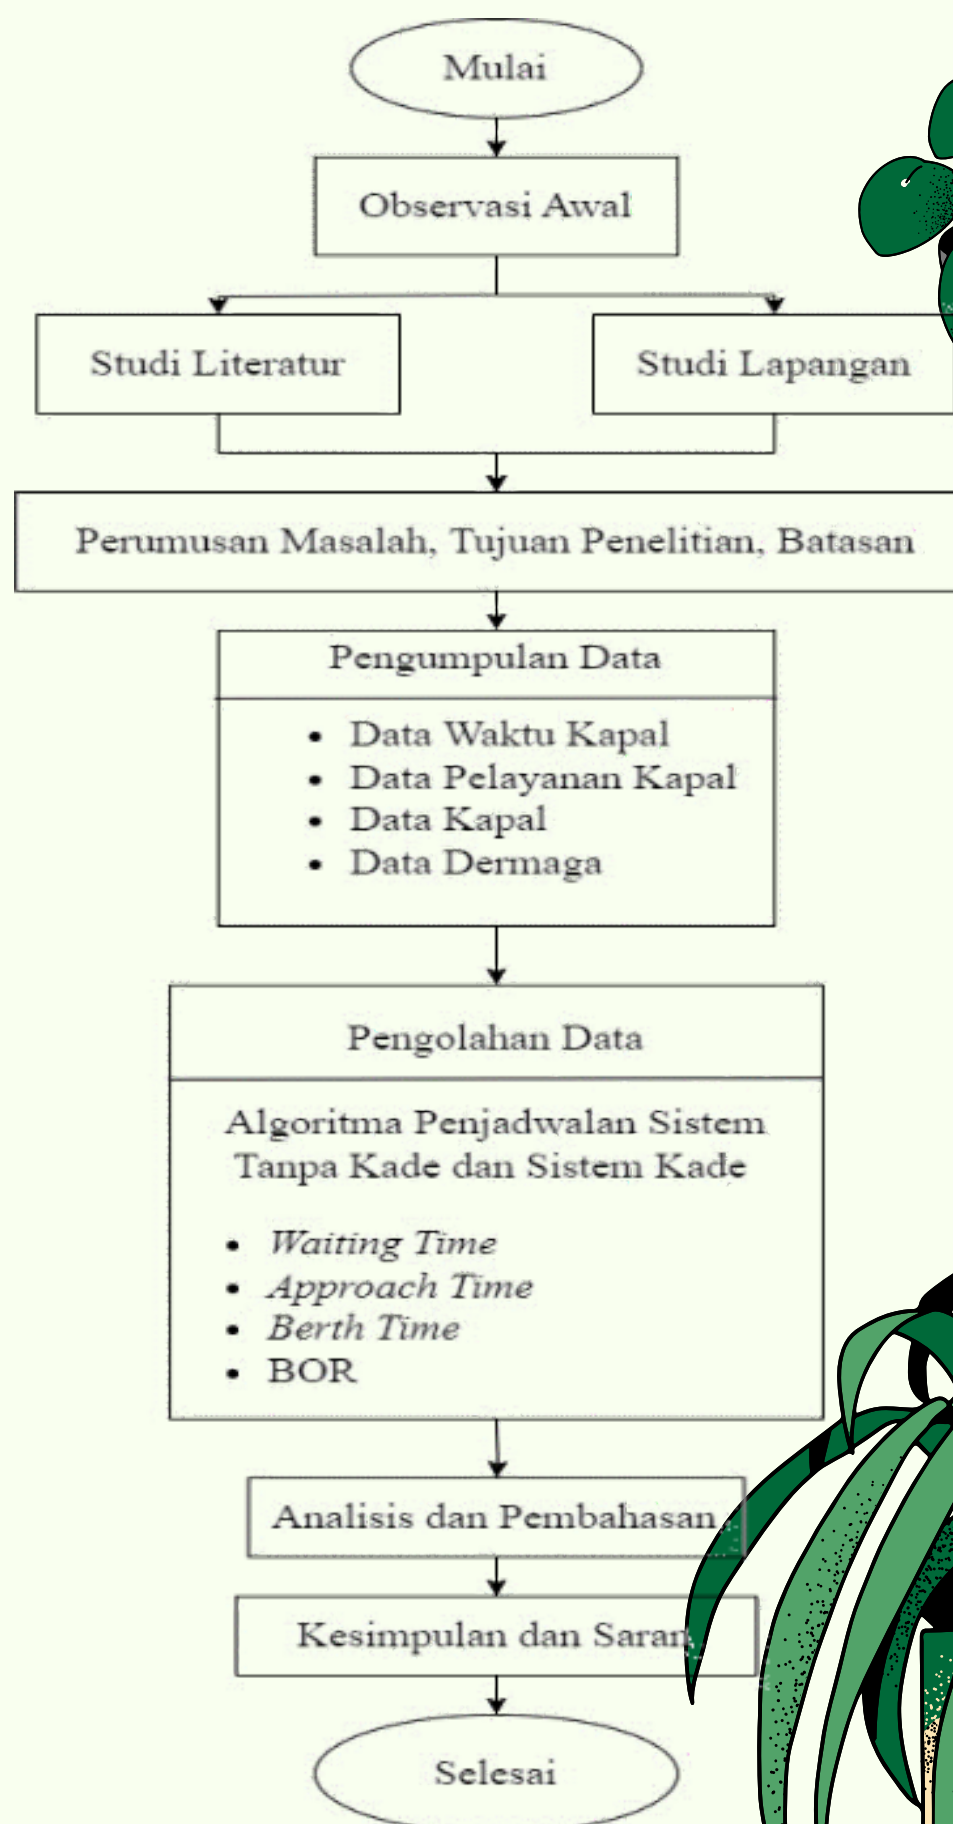 Mulai
Observasi Awal
Studi Literatur
Studi Lapangan
Perumusan Masalah, Tujuan Penelitian, Batasan
Pengumpulan Data
• Data Waktu Kapal
• Data Pelayanan Kapal
• Data Kapal
• Data Dermaga
Pengolahan Data
Algoritma Penjadwalan Sistem
Tanpa Kade dan Sistem Kade
• Waiting Time
• Approach Time
• Berth Time
• BOR
Analisis dan Pembahasan
Kesimpulan dan Saran
Selesai